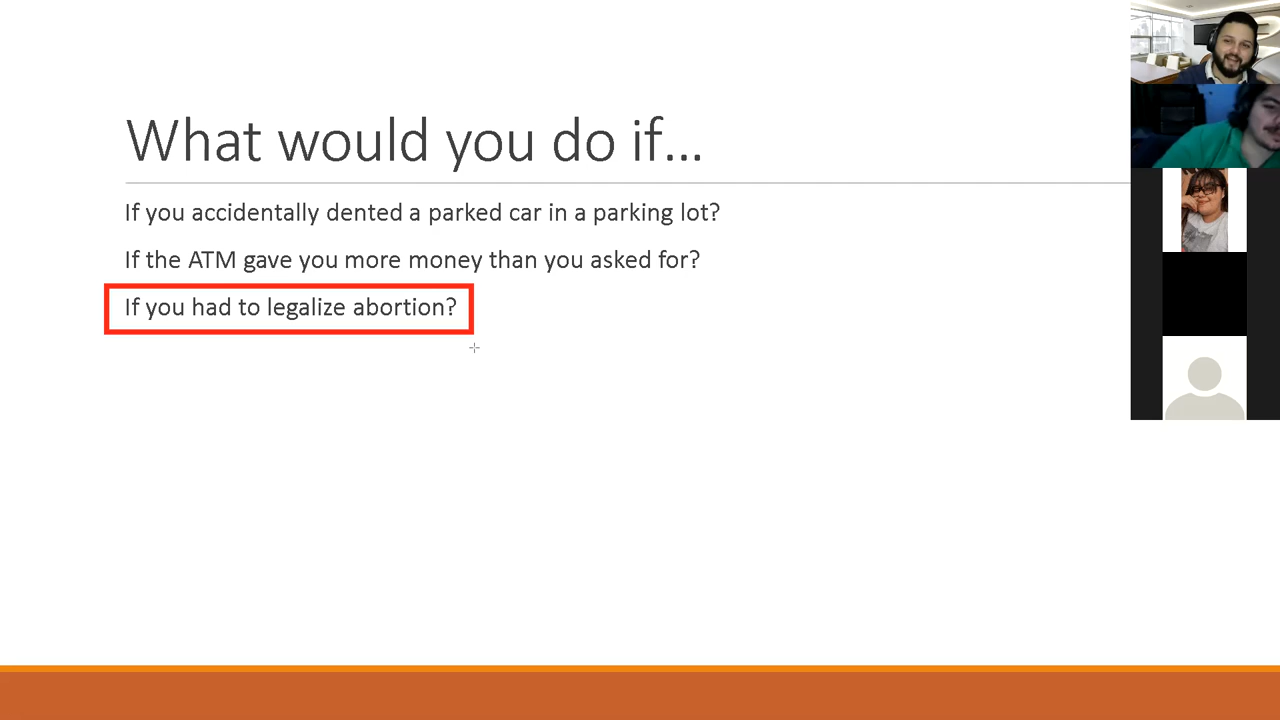 What would you do if...
If you accidentally dented a parked car in a parking lot?
If the ATM gave you more money than you asked for?
If you had to legalize abortion?